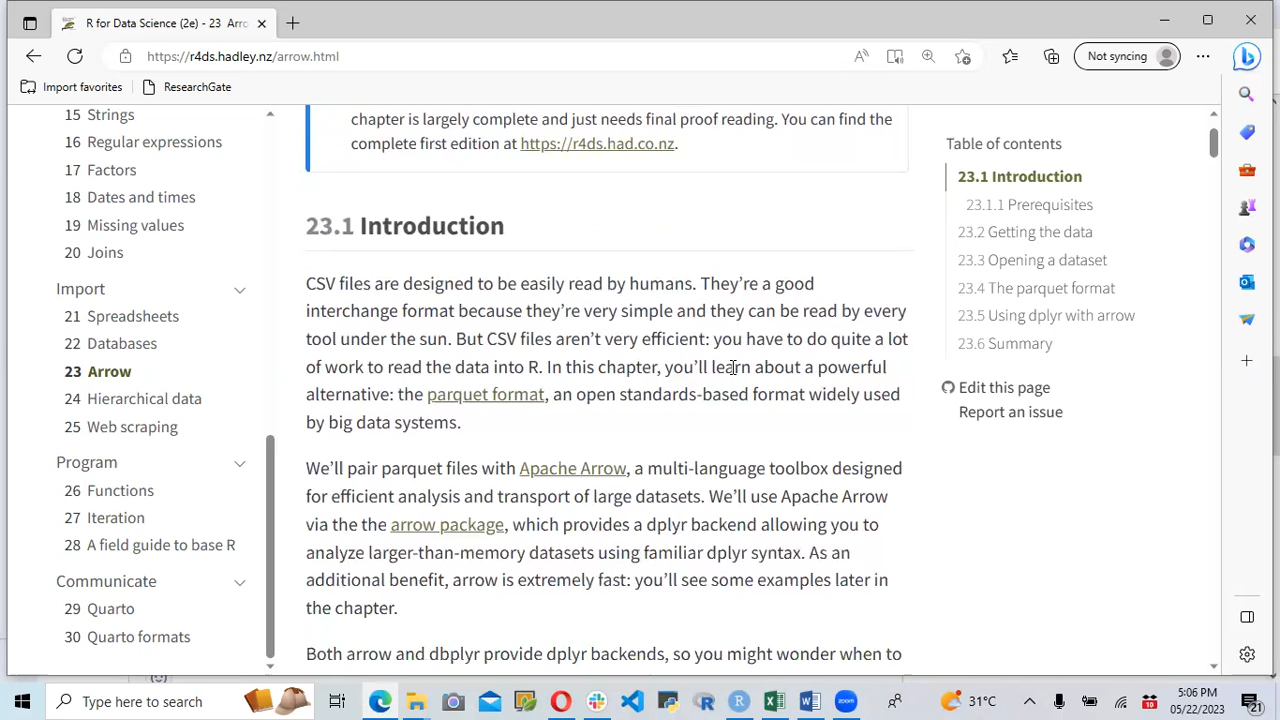 R for Data Science (2e) - 23 Arro
https://r4ds.hadley.nz/arrow.html
Not syncing
Import favorites
ResearchGate
15 Strings
16 Regular expressions
17 Factors
18 Dates and times
19 Missing values
20 Joins
Import
21 Spreadsheets
22 Databases
23 Arrow
24 Hierarchical data
25 Web scraping
Program
26 Functions
27 Iteration
28 A field guide to base R
Communicate
29 Quarto
30 Quarto formats
chapter is largely complete and just needs final proof reading. You can find the
complete first edition at https://r4ds.had.co.nz.
23.1 Introduction
CSV files are designed to be easily read by humans. They’re a good
interchange format because they’re very simple and they can be read by every
tool under the sun. But CSV files aren’t very efficient: you have to do quite a lot
of work to read the data into R. In this chapter, you’ll learn about a powerful
alternative: the parquet format, an open standards-based format widely used
by big data systems.
We’ll pair parquet files with Apache Arrow, a multi-language toolbox designed
for efficient analysis and transport of large datasets. We’ll use Apache Arrow
via the the arrow package, which provides a dplyr backend allowing you to
analyze larger-than-memory datasets using familiar dplyr syntax. As an
additional benefit, arrow is extremely fast: you’ll see some examples later in
the chapter.
Both arrow and dbplyr provide dplyr backends, so you might wonder when to
Table of contents
23.1 Introduction
23.1.1 Prerequisites
23.2 Getting the data
23.3 Opening a dataset
23.4 The parquet format
23.5 Using dplyr with arrow
23.6 Summary
Edit this page
Report an issue
Type here to search
31°C
5:06 PM
05/22/2023
21